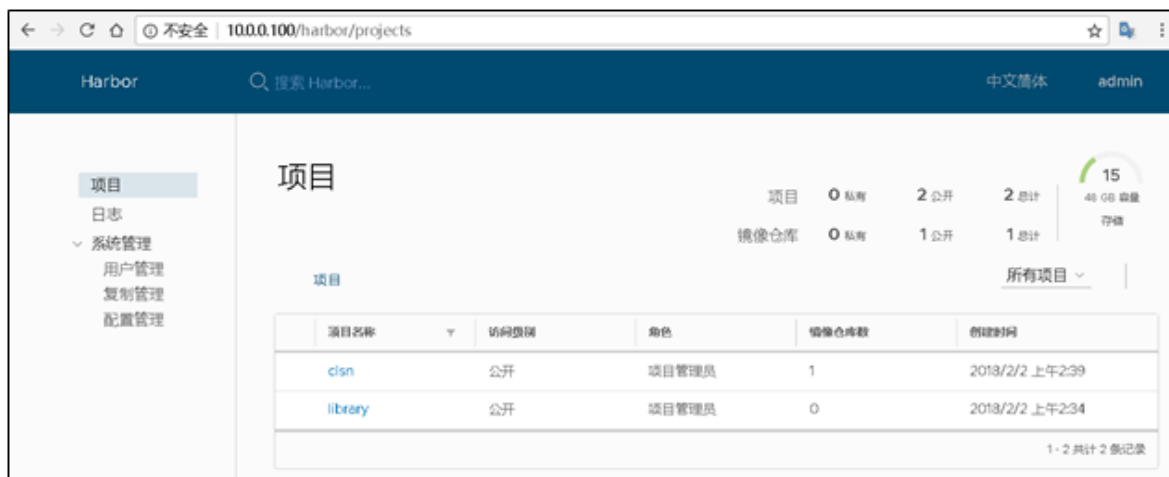 不安全 10.0.0.100/harbor/projects
Harbor 搜索 Harbor... 中文简体 admin
项目
日志
系统管理
用户管理
复制管理
配置管理
项目
项目 0 私有 2 公开 2 总计
镜像仓库 0 私有 1 公开 1 总计
15
48 GB 容量
存储
项目 所有项目
项目名称 访问级别 角色 镜像仓库数 创建时间
clsn 公开 项目管理员 1 2018/2/2 上午2:39
library 公开 项目管理员 0 2018/2/2 上午2:34
1 - 2 共计 2 条记录